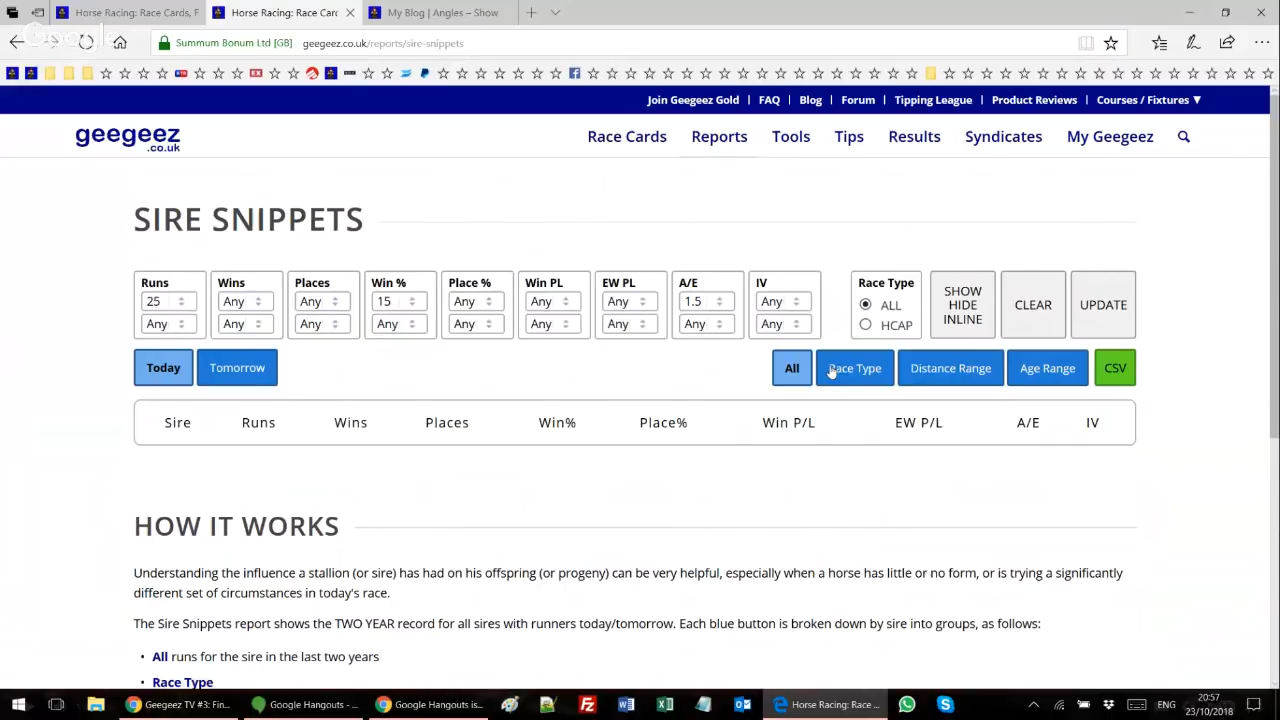 Horse Racing: Race Cards, F
Horse Racing: Race Card
My Blog | Angles – Show
Google
Summum Bonum Ltd [GB]
geegeez.co.uk/reports/sire-snippets
Join Geegeez Gold | FAQ | Blog | Forum | Tipping League | Product Reviews | Courses / Fixtures ▼
geegeez
.co.uk
Race Cards Reports Tools Tips Results Syndicates My Geegeez
SIRE SNIPPETS
Runs Wins Places Win % Place % Win PL EW PL A/E IV Race Type
25 Any Any 15 Any Any Any 1.5 Any ALL
Any Any Any Any Any Any Any Any Any HCAP
SHOW
HIDE
INLINE
CLEAR
UPDATE
Today Tomorrow All Race Type Distance Range Age Range CSV
Sire Runs Wins Places Win% Place% Win P/L EW P/L A/E IV
HOW IT WORKS
Understanding the influence a stallion (or sire) has had on his offspring (or progeny) can be very helpful, especially when a horse has little or no form, or is trying a significantly
different set of circumstances in today's race.
The Sire Snippets report shows the TWO YEAR record for all sires with runners today/tomorrow. Each blue button is broken down by sire into groups, as follows:
• All runs for the sire in the last two years
• Race Type
Geegeez TV #3: Fin...
Google Hangouts - ...
Google Hangouts is...
Horse Racing: Race ...
ENG
20:57
23/10/2018